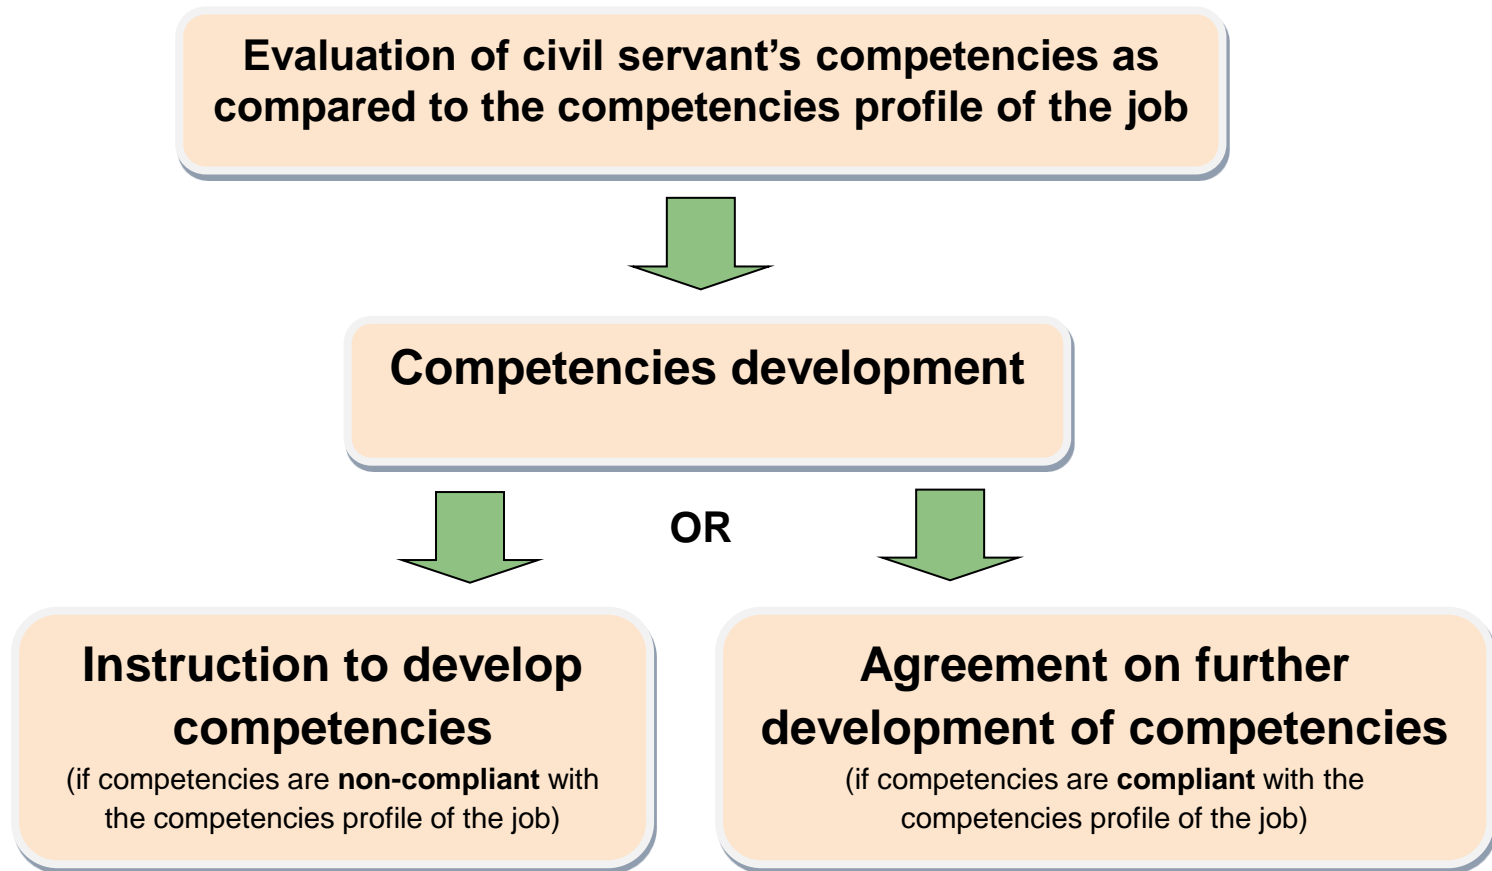 Evaluation of civil servant’s competencies as
compared to the competencies profile of the job
Competencies development
OR
Instruction to develop
competencies
(if competencies are non-compliant with
the competencies profile of the job)
Agreement on further
development of competencies
(if competencies are compliant with the
competencies profile of the job)